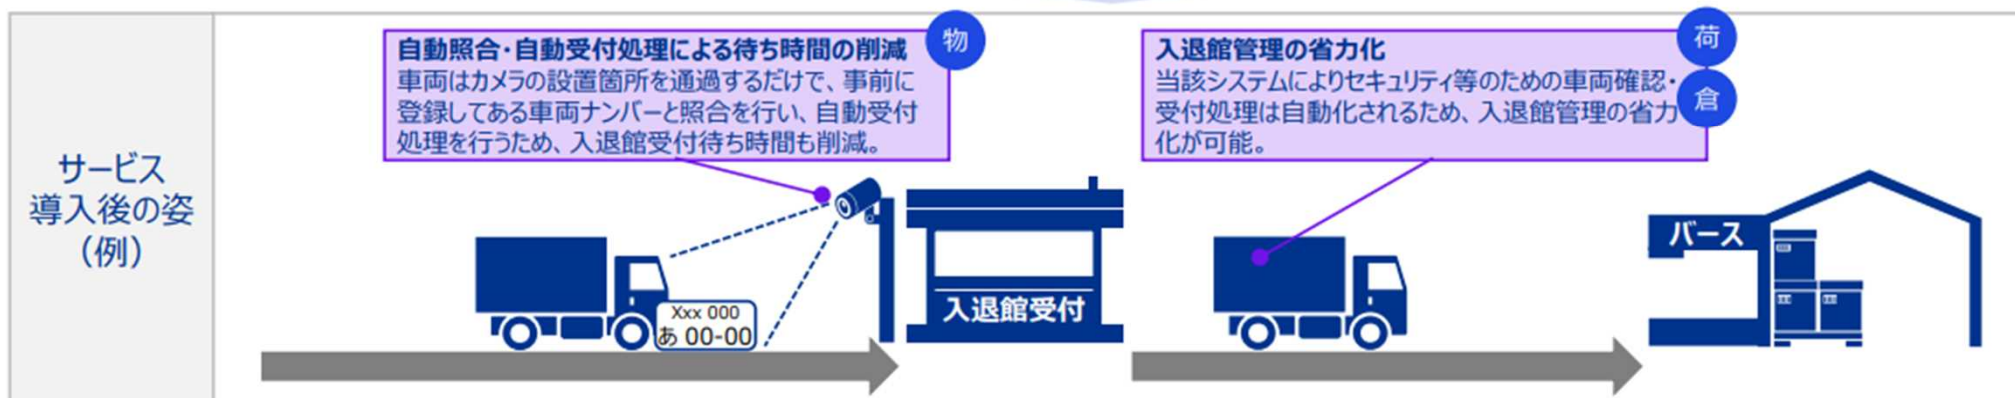 サービス
導入後の姿
（例）
自動照合・自動受付処理による待ち時間の削減
車両はカメラの設置箇所を通過するだけで、事前に
登録してある車両ナンバーと照合を行い、自動受付
処理を行うため、入退館受付待ち時間も削減。
物
入退館管理の省力化
当該システムによりセキュリティ等のための車両確認・
受付処理は自動化されるため、入退館管理の省力
化が可能。
荷
倉
Xxx 000
あ 00-00
入退館受付
バース